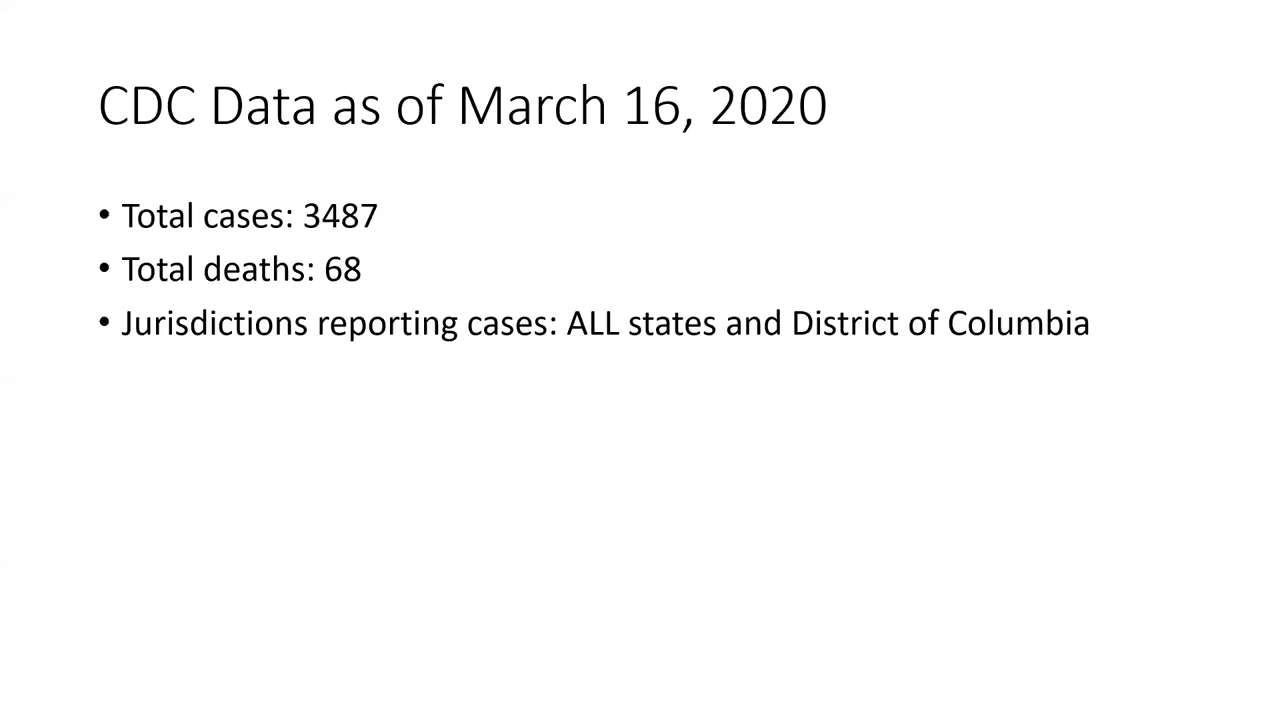 CDC Data as of March 16, 2020
• Total cases: 3487
• Total deaths: 68
• Jurisdictions reporting cases: ALL states and District of Columbia